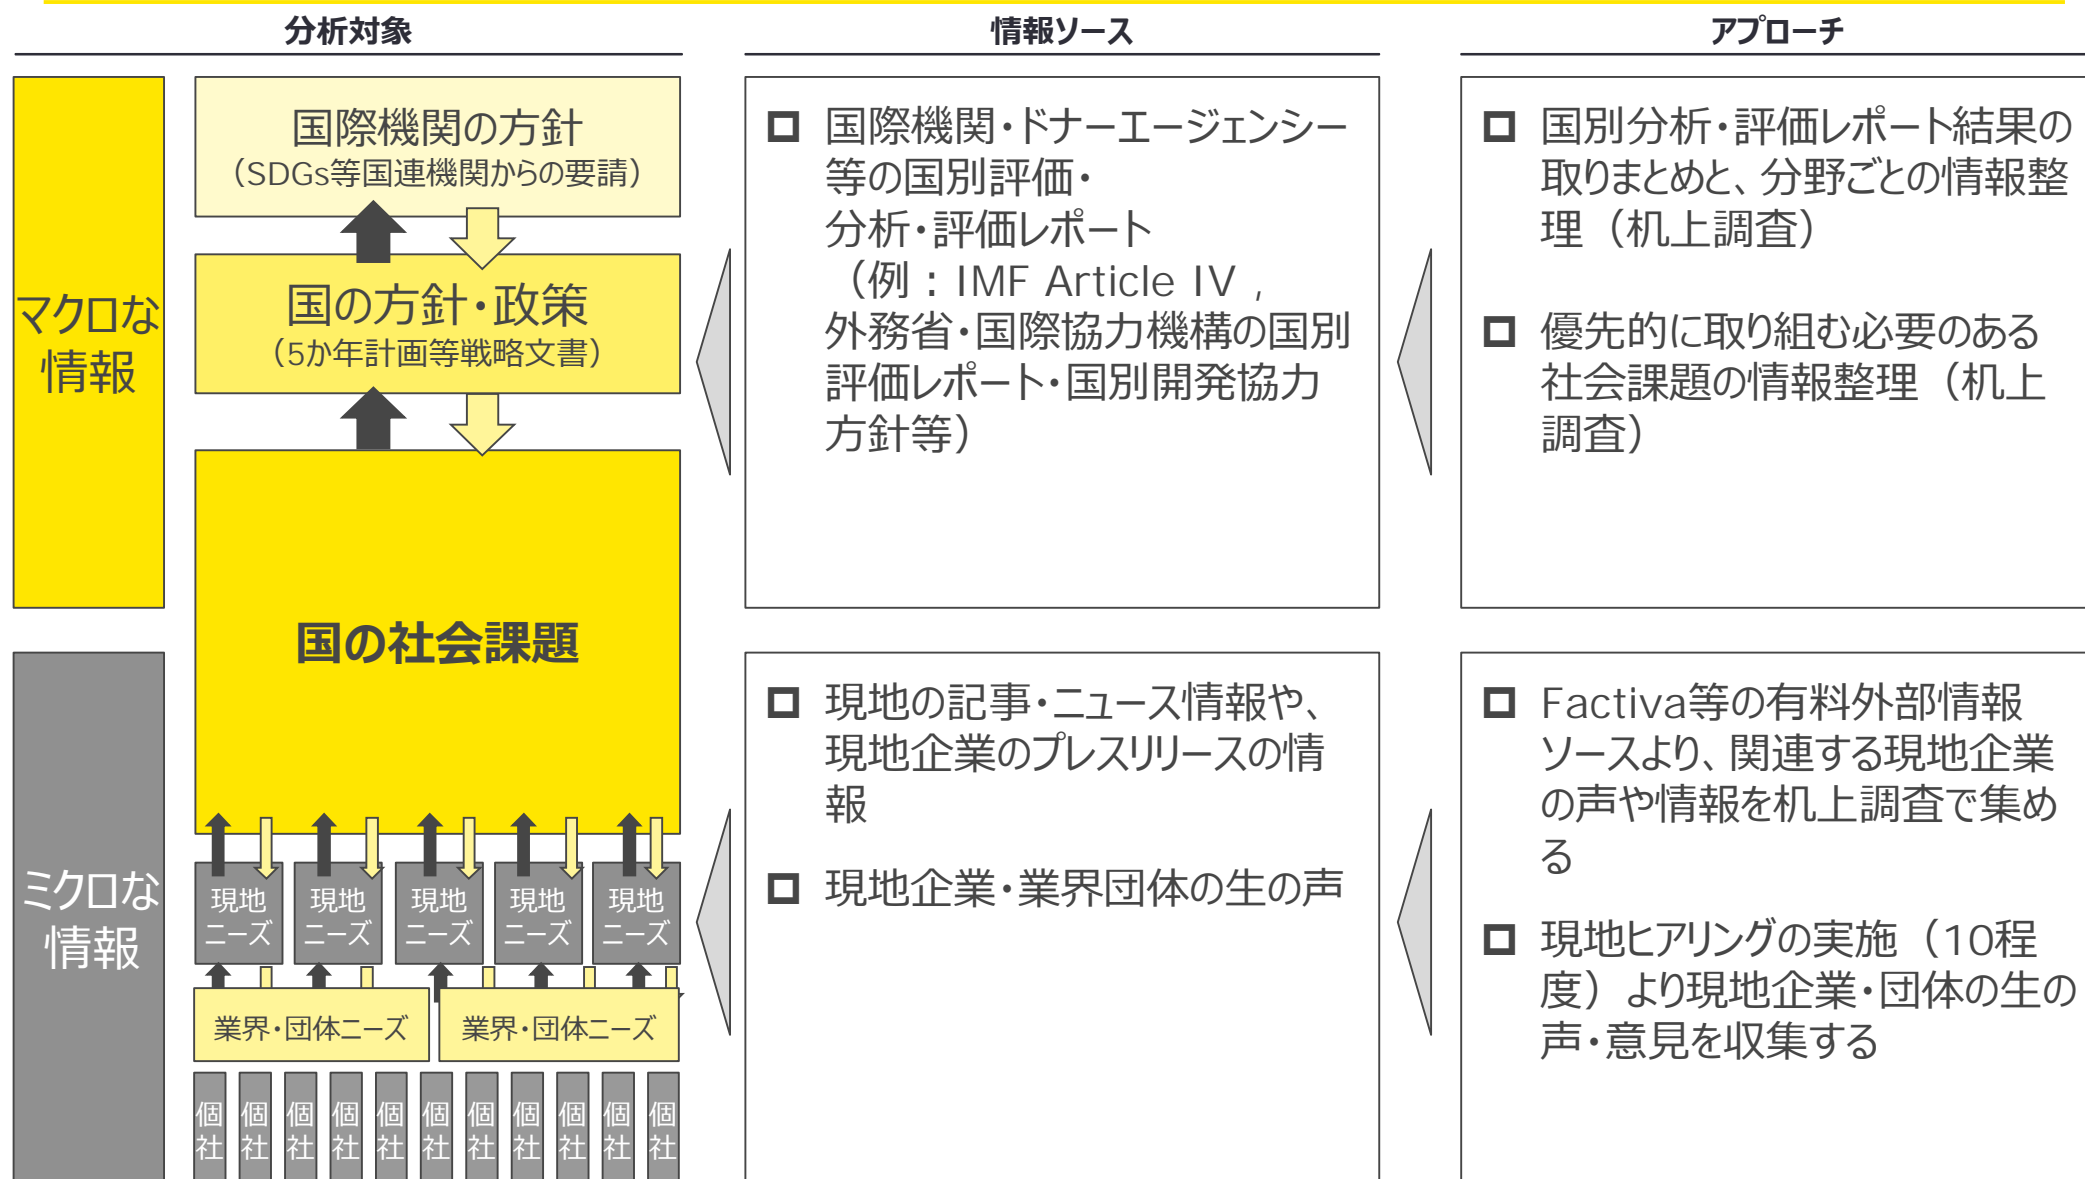 分析対象
情報ソース
アプローチ
マクロな
情報
国際機関の方針
（SDGs等国連機関からの要請）
国の方針・政策
（5か年計画等戦略文書）
国の社会課題
国際機関・ドナーエージェンシー
等の国別評価・
分析・評価レポート
（例：IMF Article IV ,
外務省・国際協力機構の国別
評価レポート・国別開発協力
方針等）
国別分析・評価レポート結果の
取りまとめと、分野ごとの情報整
理（机上調査）
優先的に取り組む必要のある
社会課題の情報整理（机上
調査）
ミクロな
情報
現地
ニーズ
現地
ニーズ
現地
ニーズ
現地
ニーズ
現地
ニーズ
業界・団体ニーズ
業界・団体ニーズ
個社
個社
個社
個社
個社
個社
個社
個社
個社
個社
個社
現地の記事・ニュース情報や、
現地企業のプレスリリースの情
報
現地企業・業界団体の生の声
Factiva等の有料外部情報
ソースより、関連する現地企業
の声や情報を机上調査で集め
る
現地ヒアリングの実施（10程
度）より現地企業・団体の生の
声・意見を収集する